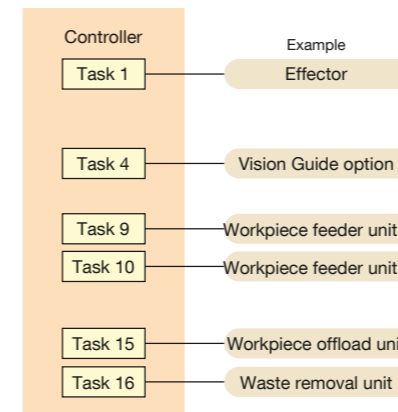 Controller
Example
Task 1 Effector
Task 4 Vision Guide option
Task 9 Workpiece feeder unit
Task 10 Workpiece feeder unit
Task 15 Workpiece offload uni
Task 16 Waste removal unit